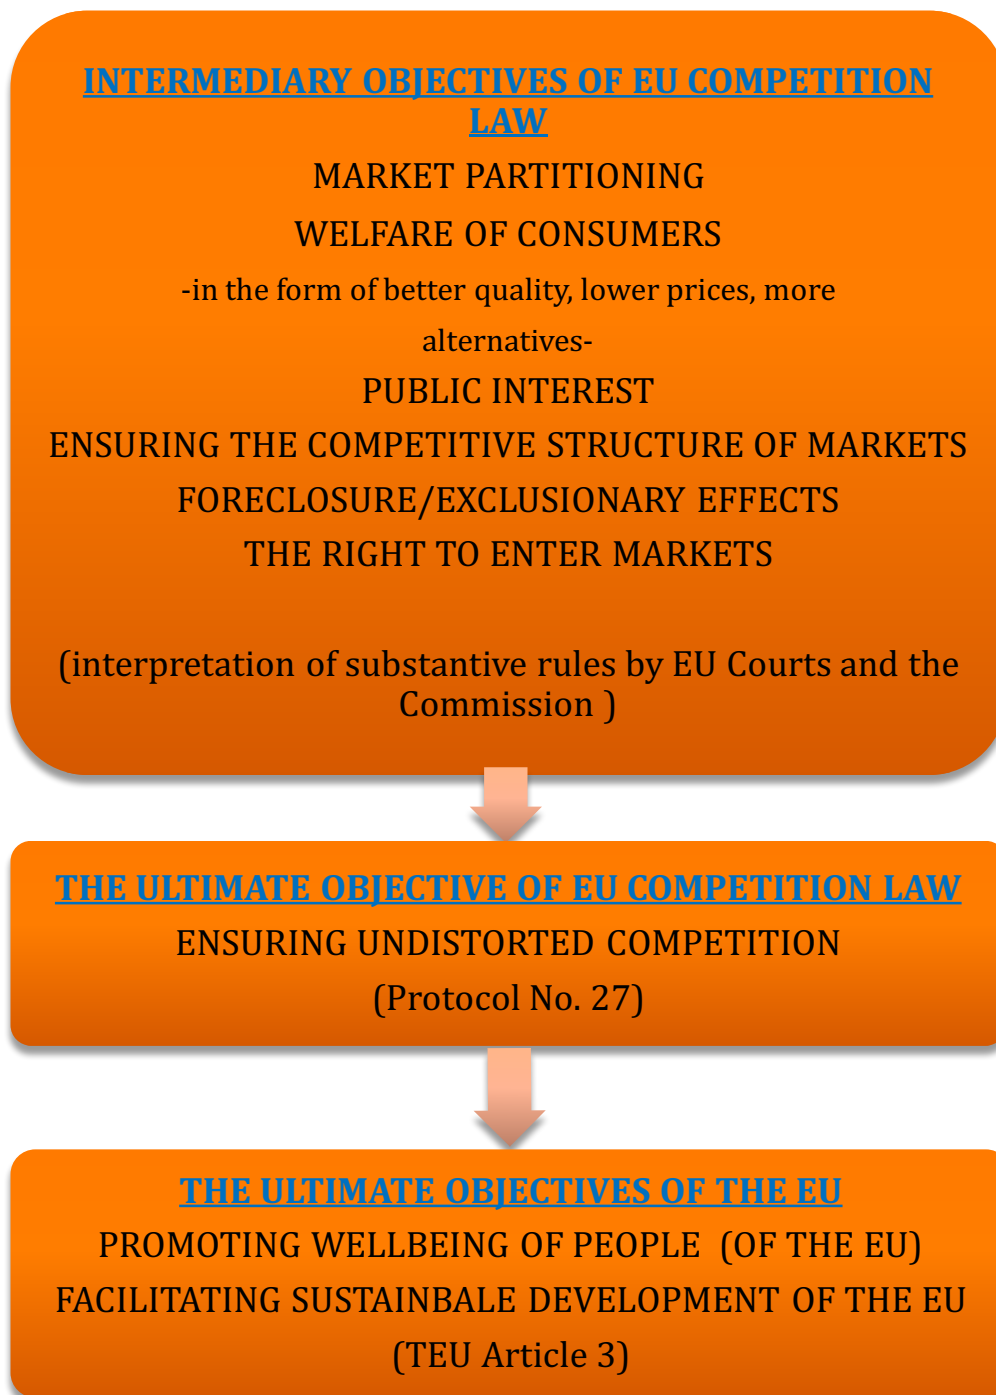 INTERMEDIARY OBJECTIVES OF EU COMPETITION
LAW
MARKET PARTITIONING
WELFARE OF CONSUMERS
-in the form of better quality, lower prices, more
alternatives-
PUBLIC INTEREST
ENSURING THE COMPETITIVE STRUCTURE OF MARKETS
FORECLOSURE/EXCLUSIONARY EFFECTS
THE RIGHT TO ENTER MARKETS
(interpretation of substantive rules by EU Courts and the
Commission )
THE ULTIMATE OBJECTIVE OF EU COMPETITION LAW
ENSURING UNDISTORTED COMPETITION
(Protocol No. 27)
THE ULTIMATE OBJECTIVES OF THE EU
PROMOTING WELLBEING OF PEOPLE (OF THE EU)
FACILITATING SUSTAINBALE DEVELOPMENT OF THE EU
(TEU Article 3)